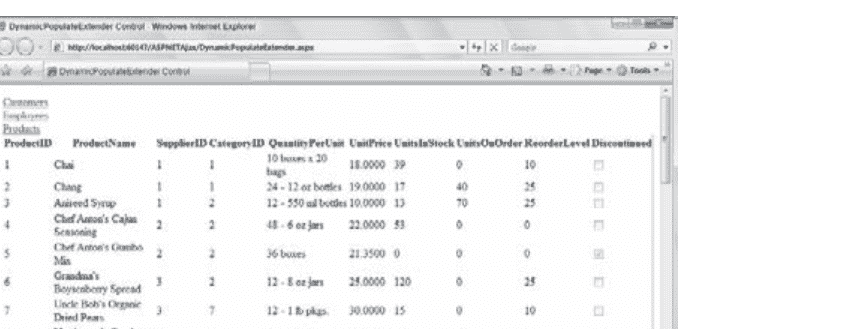 DynamicPopulateExtender Control - Windows Internet Explorer
http://localhost:60147/ASPNETAjax/DynamicPopulateExtender.aspx
Google
DynamicPopulateExtender Control
Page
Tools
Customers
Employees
Products
ProductID ProductName SupplierID CategoryID QuantityPerUnit UnitPrice UnitsInStock UnitsOnOrder ReorderLevel Discontinued
1 Chai 1 1 10 boxes x 20 bags 18.0000 39 0 10
2 Chang 1 1 24 - 12 oz bottles 19.0000 17 40 25
3 Aniseed Syrup 1 2 12 - 550 ml bottles 10.0000 13 70 25
4 Chef Anton's Cajun Seasoning 2 2 48 - 6 oz jars 22.0000 53 0 0
5 Chef Anton's Gumbo Mix 2 2 36 boxes 21.3500 0 0 0
6 Grandma's Boysenberry Spread 3 2 12 - 8 oz jars 25.0000 120 0 25
7 Uncle Bob's Organic Dried Pears 3 7 12 - 1 lb pkgs. 30.0000 15 0 10